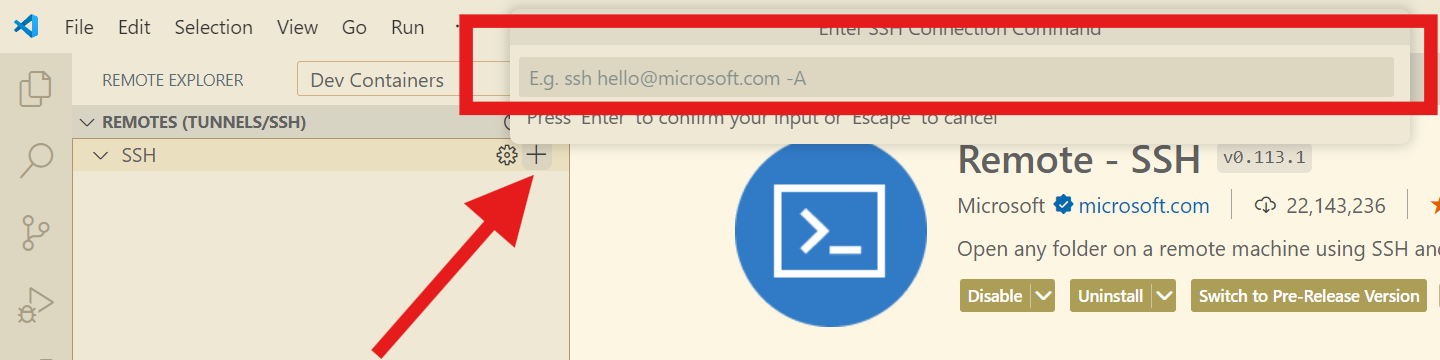 File Edit Selection View Go Run
Enter SSH Connection Command
REMOTE EXPLORER
Dev Containers
E.g. ssh hello@microsoft.com -A
Press 'Enter' to confirm your input or 'Escape' to cancel
REMOTES (TUNNELS/SSH)
SSH
Remote - SSH v0.113.1
Microsoft microsoft.com 22,143,236
Open any folder on a remote machine using SSH and
Disable Uninstall Switch to Pre-Release Version